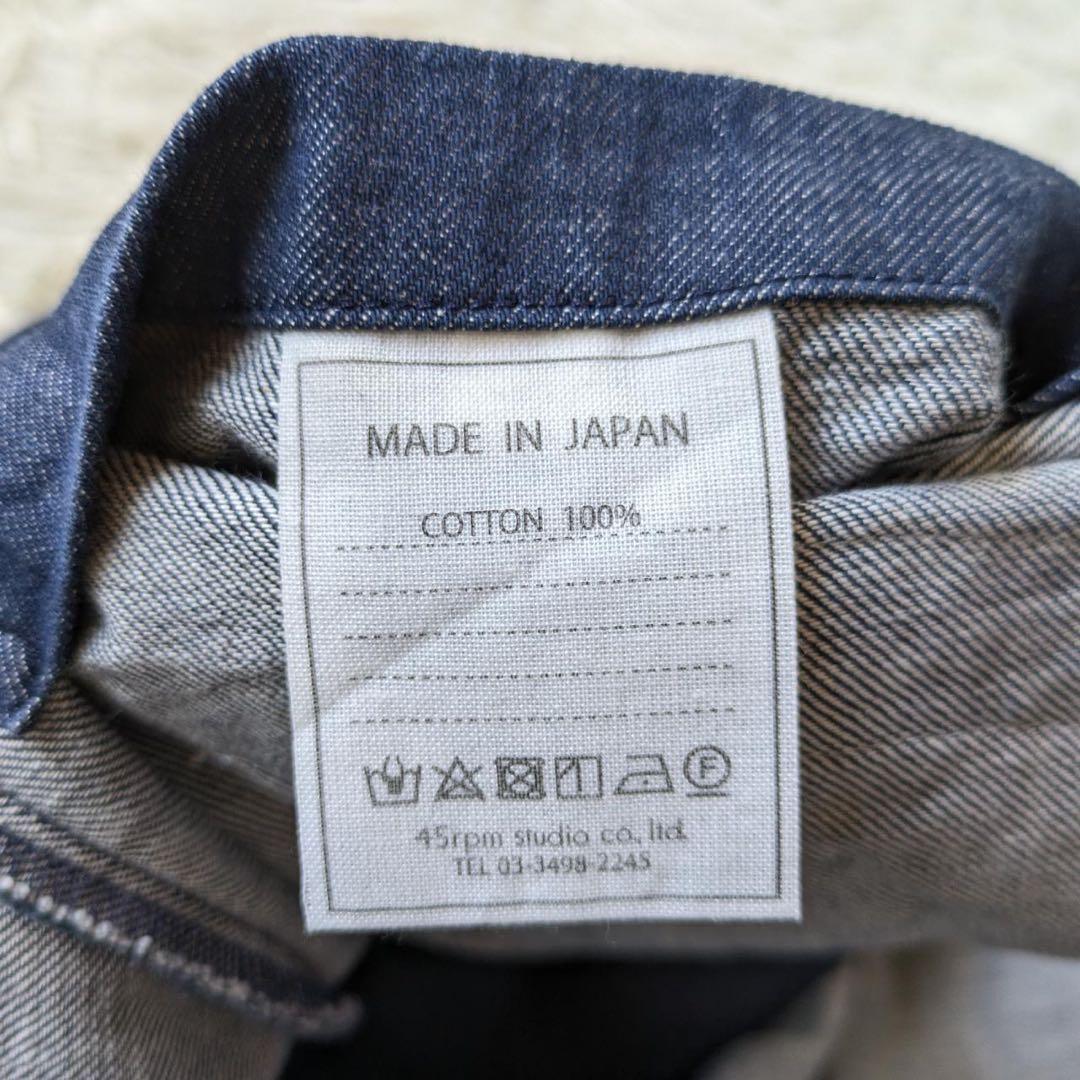 MADE IN JAPAN
COTTON 100%
F
45rpm studio co., ltd.
TEL 03-3498-2245